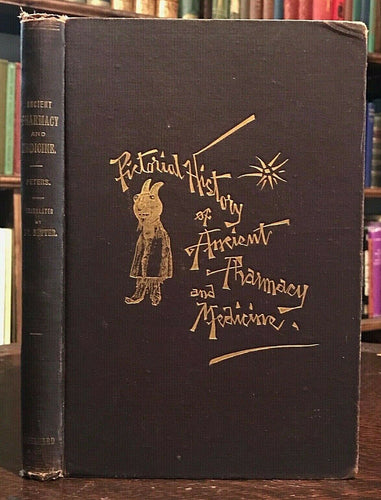 ANCIENT
PHARMACY
AND
MEDICINE.
PETERS.
TRANSLATED
BY
Pictorial History
of
Ancient
Pharmacy
and
Medicine.